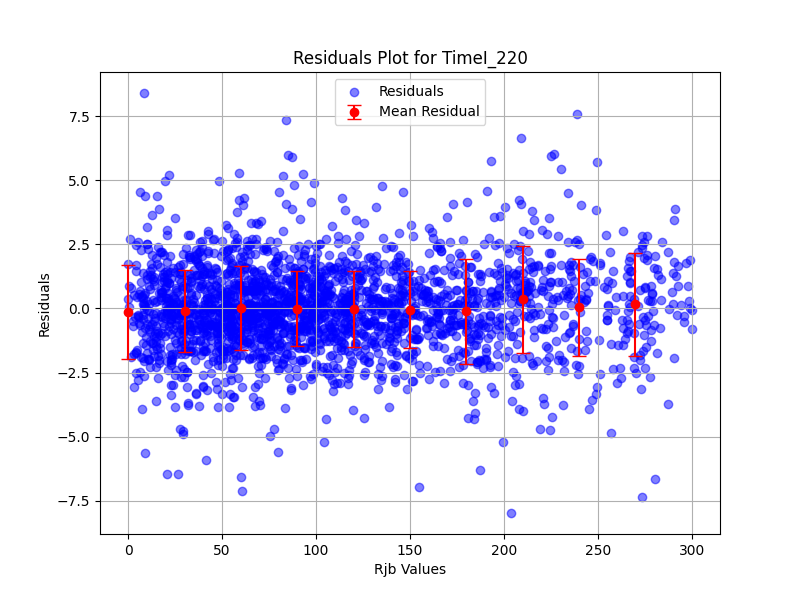 Residuals Plot for TimeI_220
Residuals
Mean Residual
7.5
5.0
2.5
0.0
−2.5
−5.0
−7.5
Residuals
0 50 100 150 200 250 300
Rjb Values